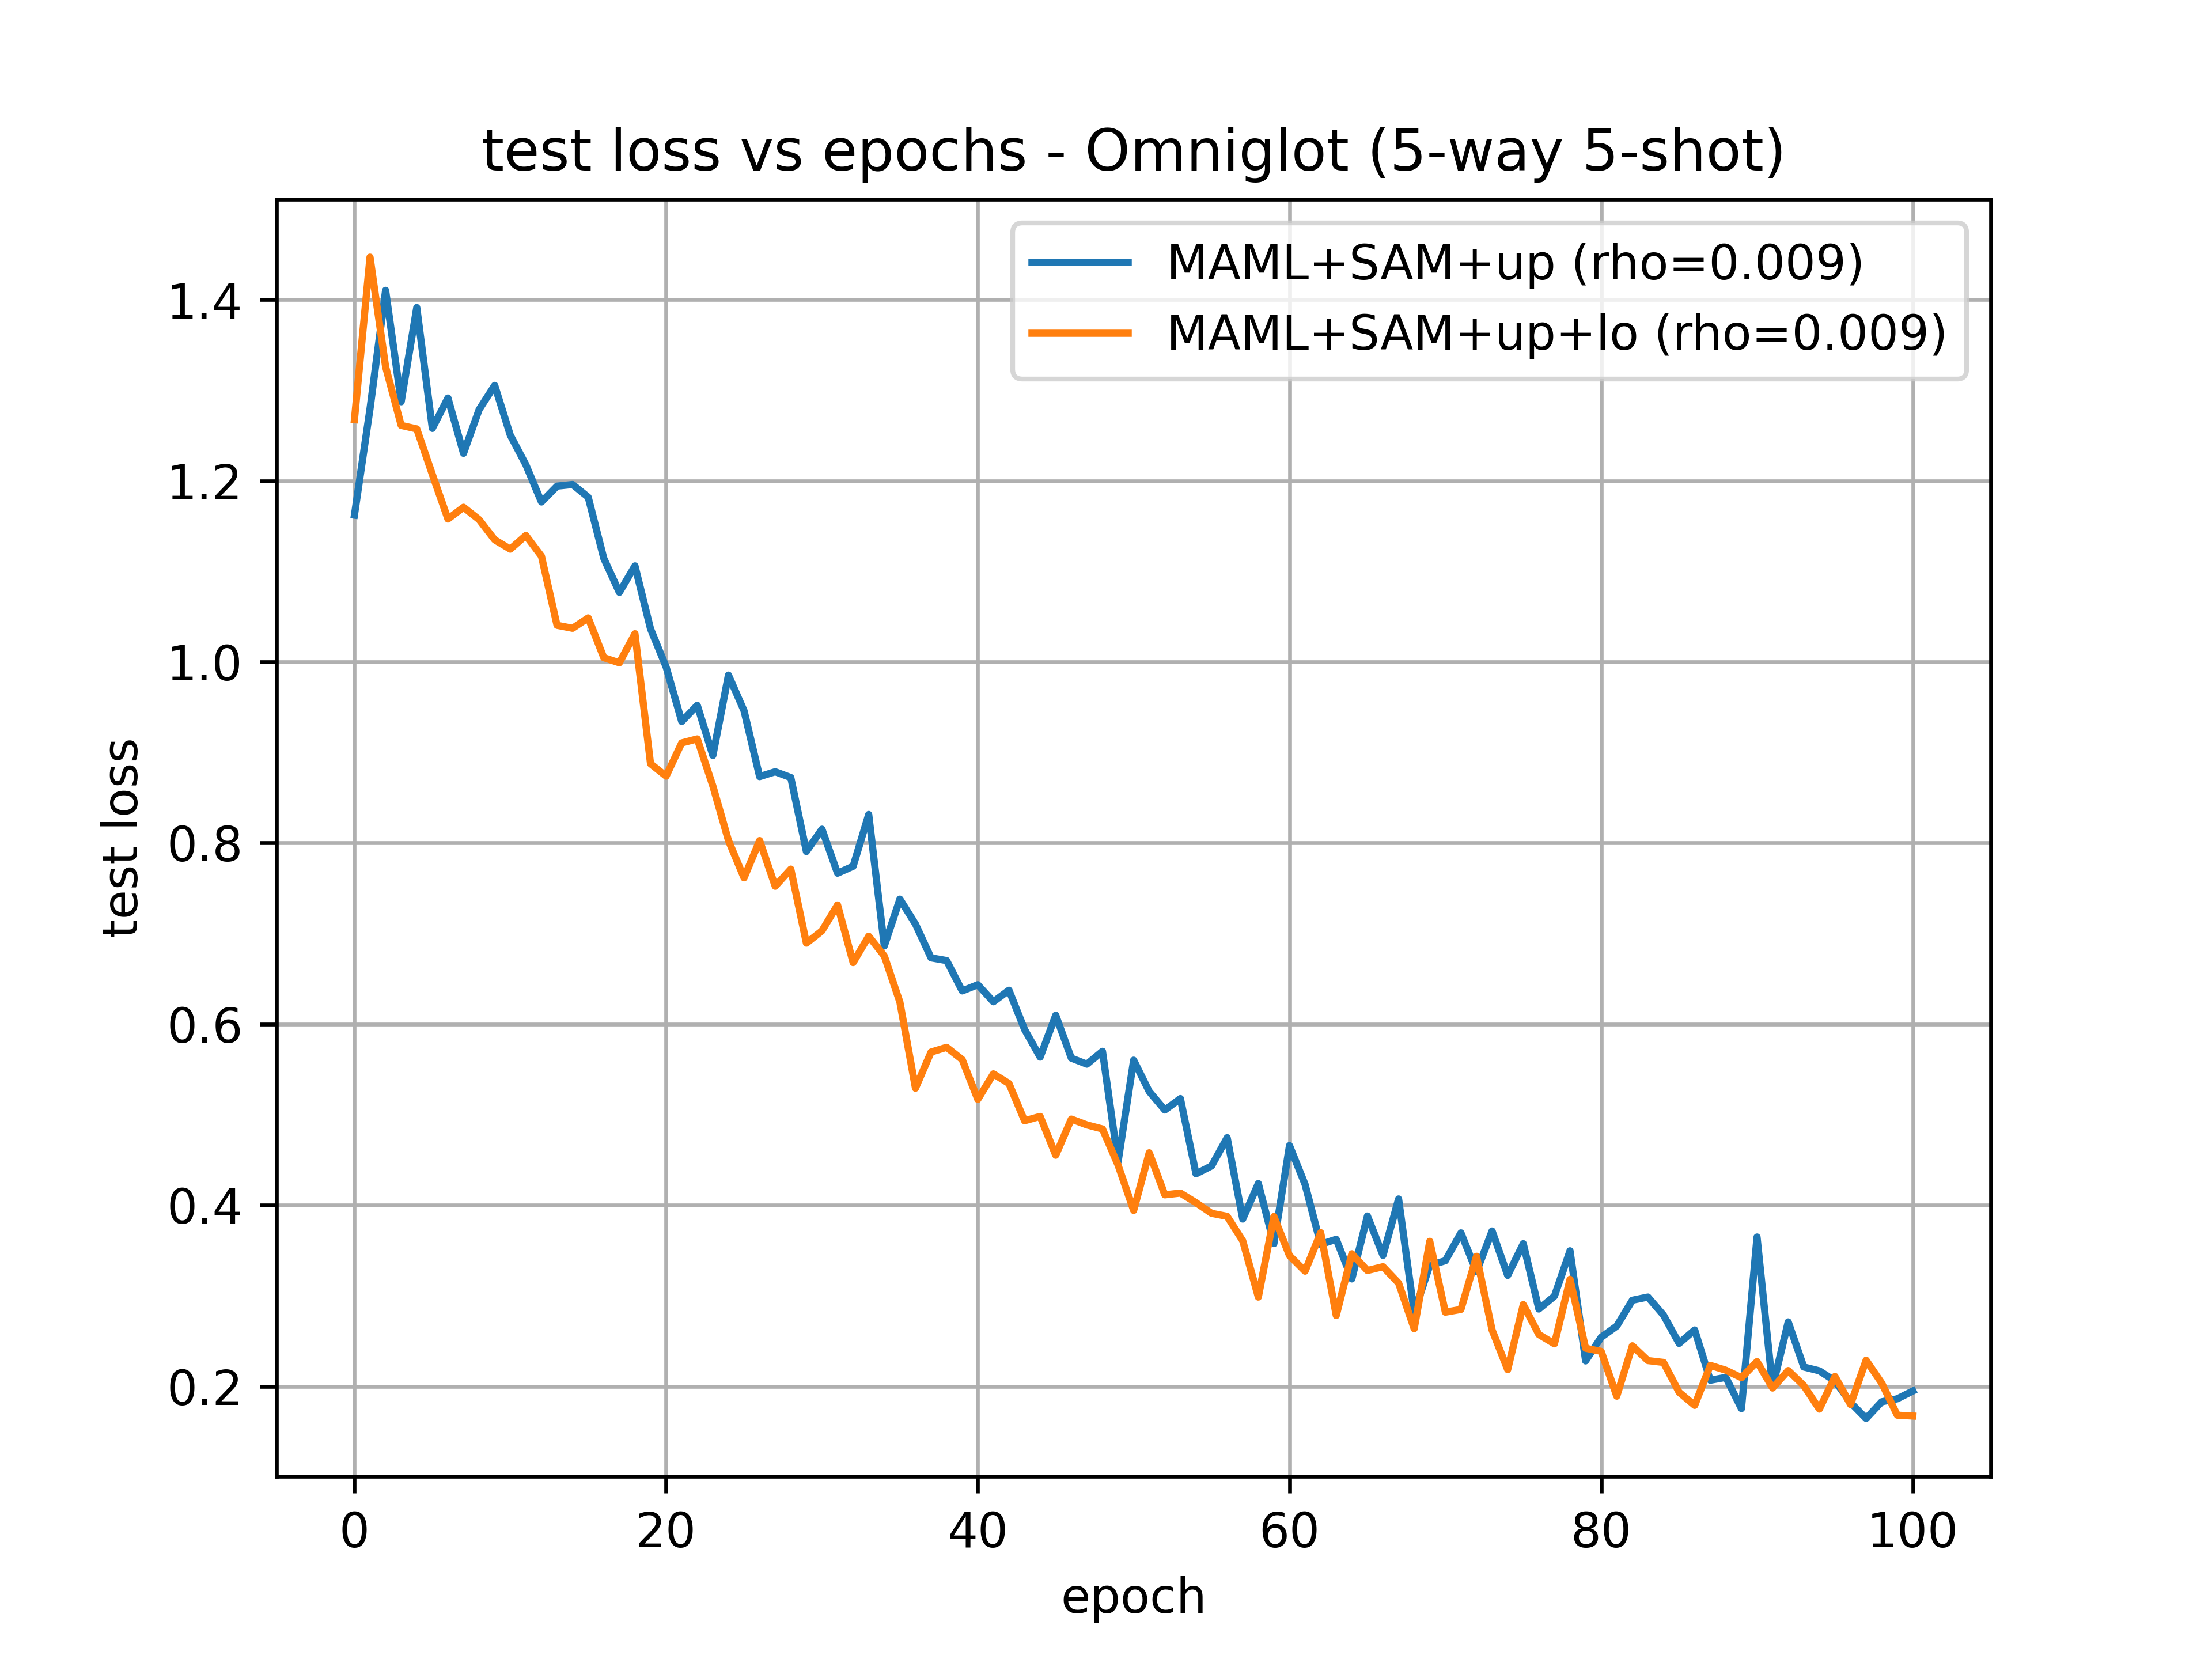 test loss vs epochs - Omniglot (5-way 5-shot)
MAML+SAM+up (rho=0.009)
MAML+SAM+up+lo (rho=0.009)
1.4
1.2
1.0
0.8
0.6
0.4
0.2
test loss
0 20 40 60 80 100
epoch